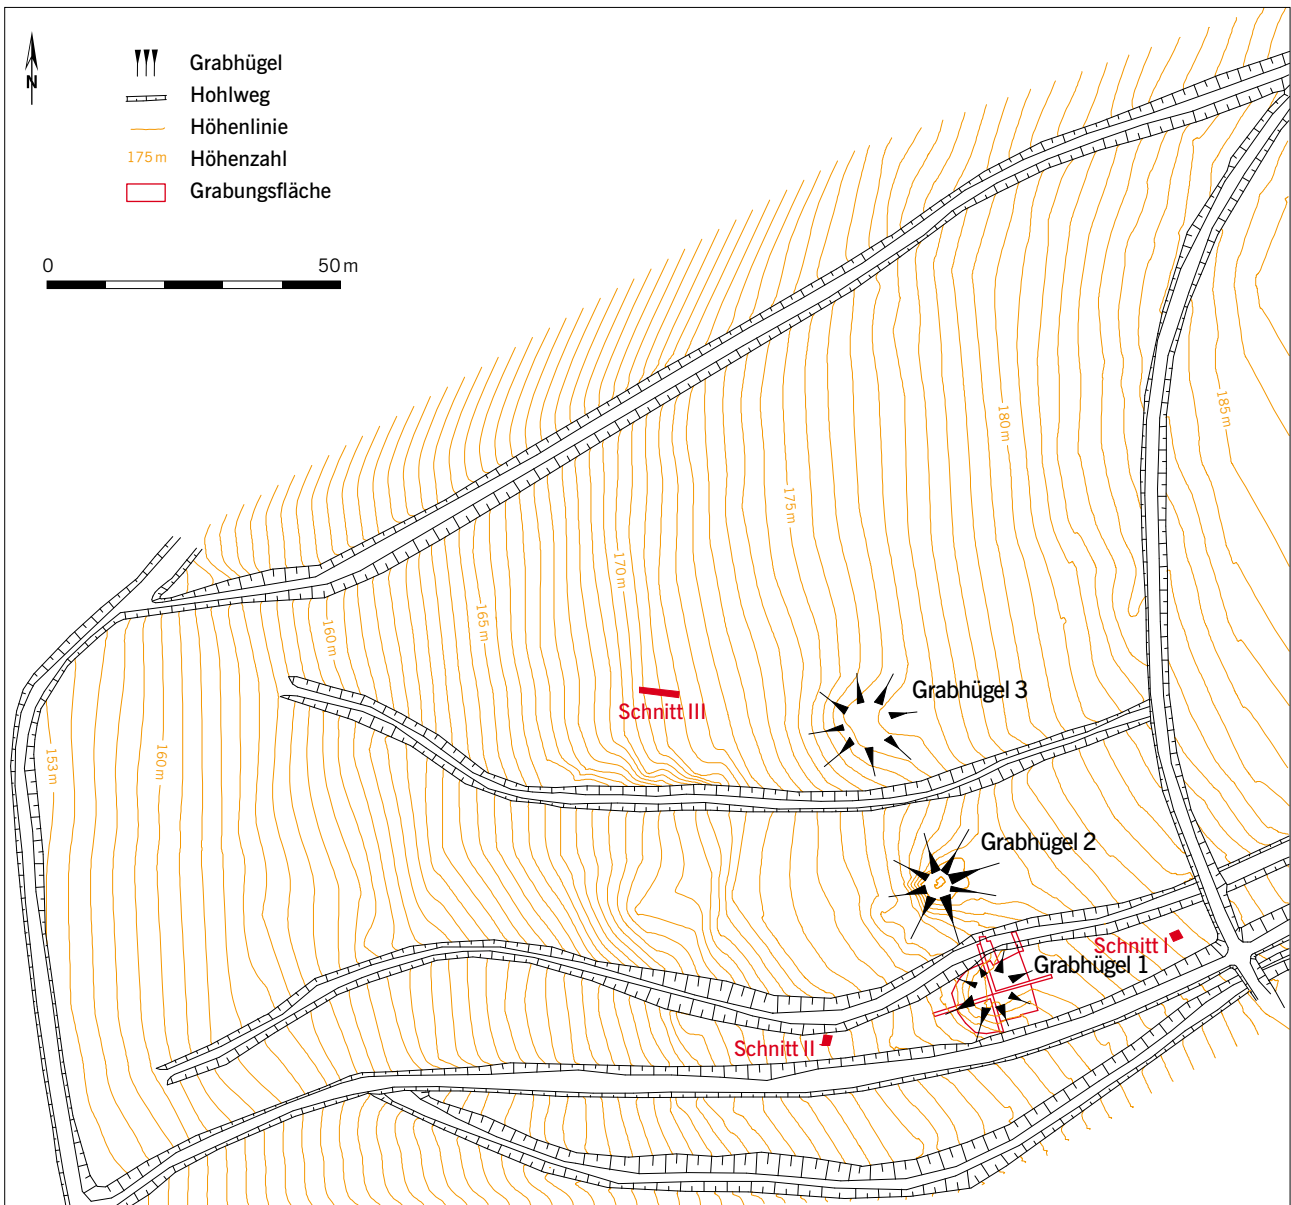 N
Grabhügel
Hohlweg
Höhenlinie
175 m
Höhenzahl
Grabungsfläche
0
50 m
180 m
185 m
175 m
170 m
165 m
160 m
Grabhügel 3
Schnitt III
153 m
160 m
Grabhügel 2
Schnitt I
Grabhügel 1
Schnitt II